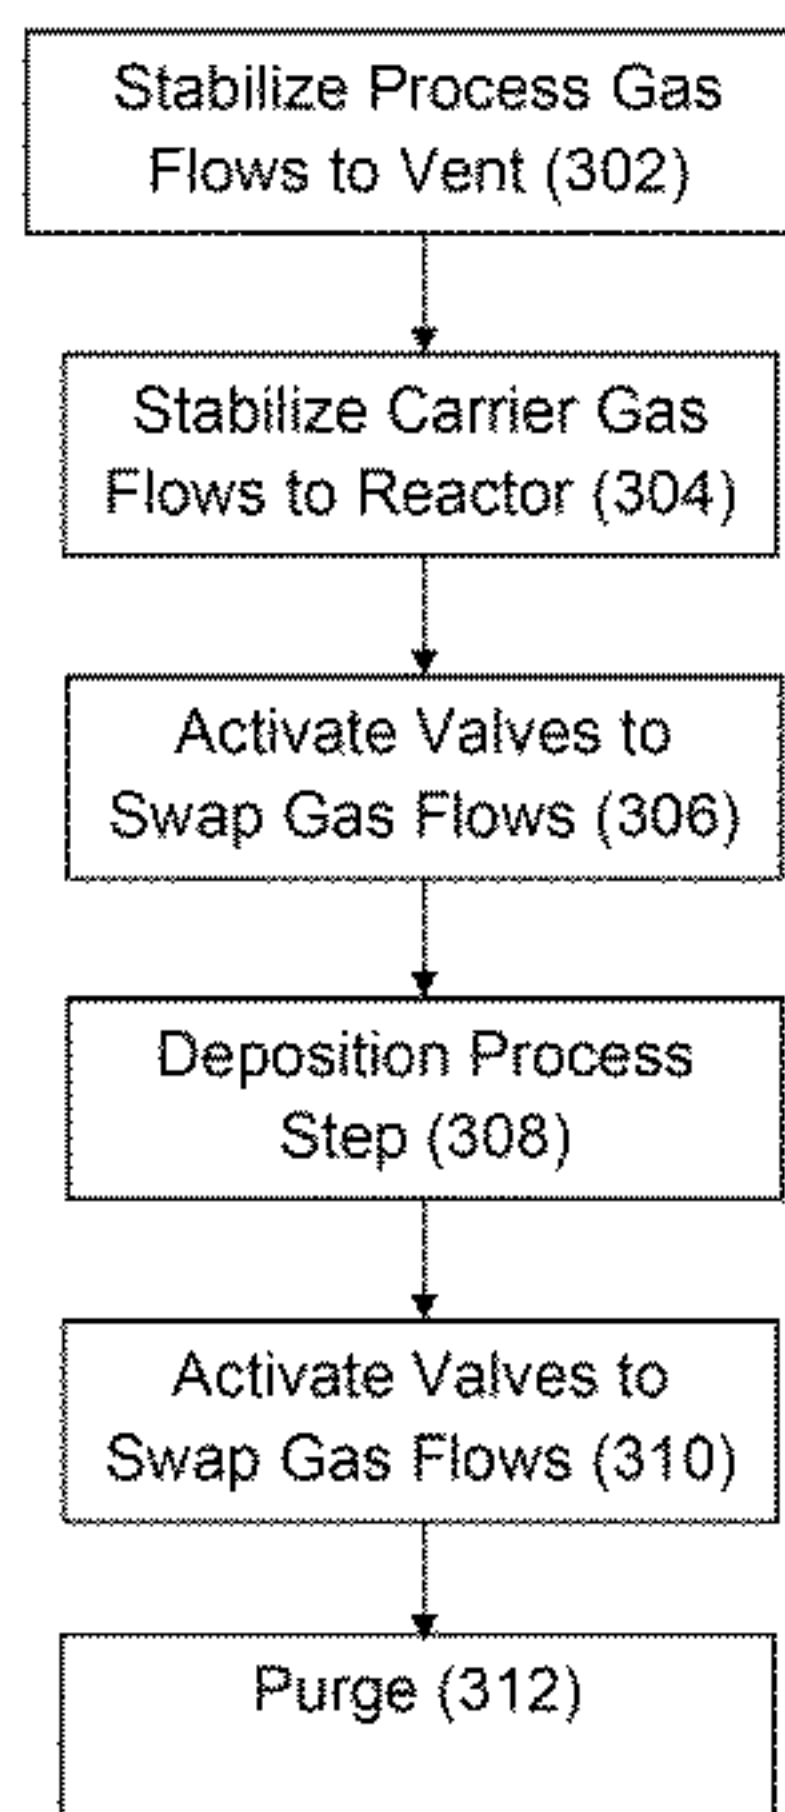 Stabilize Process Gas
Flows to Vent (302)
Stabilize Carrier Gas
Flows to Reactor (304)
Activate Valves to
Swap Gas Flows (306)
Deposition Process
Step (308)
Activate Valves to
Swap Gas Flows (310)
Purge (312)